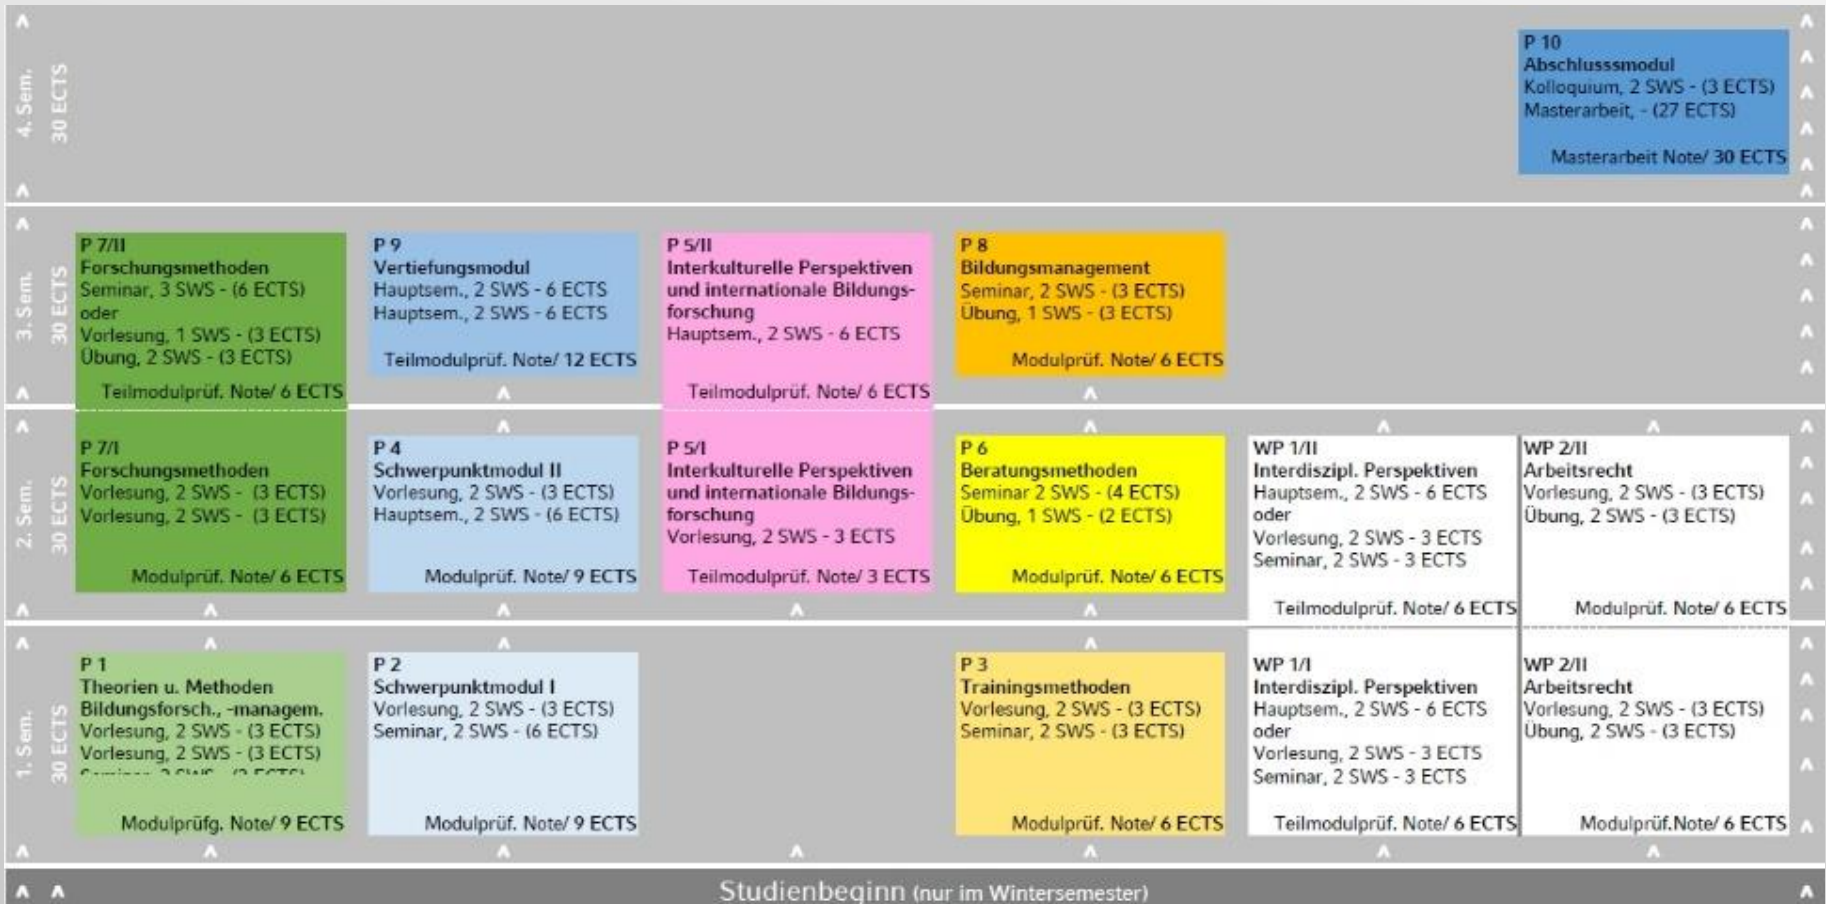 4. Sem.
30 ECTS
P 10
Abschlusssmodul
Kolloquium, 2 SWS - (3 ECTS)
Masterarbeit, - (27 ECTS)
Masterarbeit Note/ 30 ECTS
3. Sem.
30 ECTS
P 7/II
Forschungsmethoden
Seminar, 3 SWS - (6 ECTS)
oder
Vorlesung, 1 SWS - (3 ECTS)
Übung, 2 SWS - (3 ECTS)
Teilmodulprüf. Note/ 6 ECTS
P 9
Vertiefungsmodul
Hauptsem., 2 SWS - 6 ECTS
Hauptsem., 2 SWS - 6 ECTS
Teilmodulprüf. Note/ 12 ECTS
P 5/II
Interkulturelle Perspektiven
und internationale Bildungs-
forschung
Hauptsem., 2 SWS - 6 ECTS
Teilmodulprüf. Note/ 6 ECTS
P 8
Bildungsmanagement
Seminar, 2 SWS - (3 ECTS)
Übung, 1 SWS - (3 ECTS)
Modulprüf. Note/ 6 ECTS
2. Sem.
30 ECTS
P 7/I
Forschungsmethoden
Vorlesung, 2 SWS - (3 ECTS)
Vorlesung, 2 SWS - (3 ECTS)
Modulprüf. Note/ 6 ECTS
P 4
Schwerpunktmodul II
Vorlesung, 2 SWS - (3 ECTS)
Hauptsem., 2 SWS - (6 ECTS)
Modulprüf. Note/ 9 ECTS
P 5/I
Interkulturelle Perspektiven
und internationale Bildungs-
forschung
Vorlesung, 2 SWS - 3 ECTS
Teilmodulprüf. Note/ 3 ECTS
P 6
Beratungsmethoden
Seminar 2 SWS - (4 ECTS)
Übung, 1 SWS - (2 ECTS)
Modulprüf. Note/ 6 ECTS
WP 1/II
Interdiszipl. Perspektiven
Hauptsem., 2 SWS - 6 ECTS
oder
Vorlesung, 2 SWS - 3 ECTS
Seminar, 2 SWS - 3 ECTS
Teilmodulprüf. Note/ 6 ECTS
WP 2/II
Arbeitsrecht
Vorlesung, 2 SWS - (3 ECTS)
Übung, 2 SWS - (3 ECTS)
Modulprüf. Note/ 6 ECTS
1. Sem.
30 ECTS
P 1
Theorien u. Methoden
Bildungsforsch., -managem.
Vorlesung, 2 SWS - (3 ECTS)
Vorlesung, 2 SWS - (3 ECTS)
Modulprüfg. Note/ 9 ECTS
P 2
Schwerpunktmodul I
Vorlesung, 2 SWS - (3 ECTS)
Seminar, 2 SWS - (6 ECTS)
Modulprüf. Note/ 9 ECTS
P 3
Trainingsmethoden
Vorlesung, 2 SWS - (3 ECTS)
Seminar, 2 SWS - (3 ECTS)
Modulprüf. Note/ 6 ECTS
WP 1/I
Interdiszipl. Perspektiven
Hauptsem., 2 SWS - 6 ECTS
oder
Vorlesung, 2 SWS - 3 ECTS
Seminar, 2 SWS - 3 ECTS
Teilmodulprüf. Note/ 6 ECTS
WP 2/II
Arbeitsrecht
Vorlesung, 2 SWS - (3 ECTS)
Übung, 2 SWS - (3 ECTS)
Modulprüf.Note/ 6 ECTS
Studienbeginn (nur im Wintersemester)